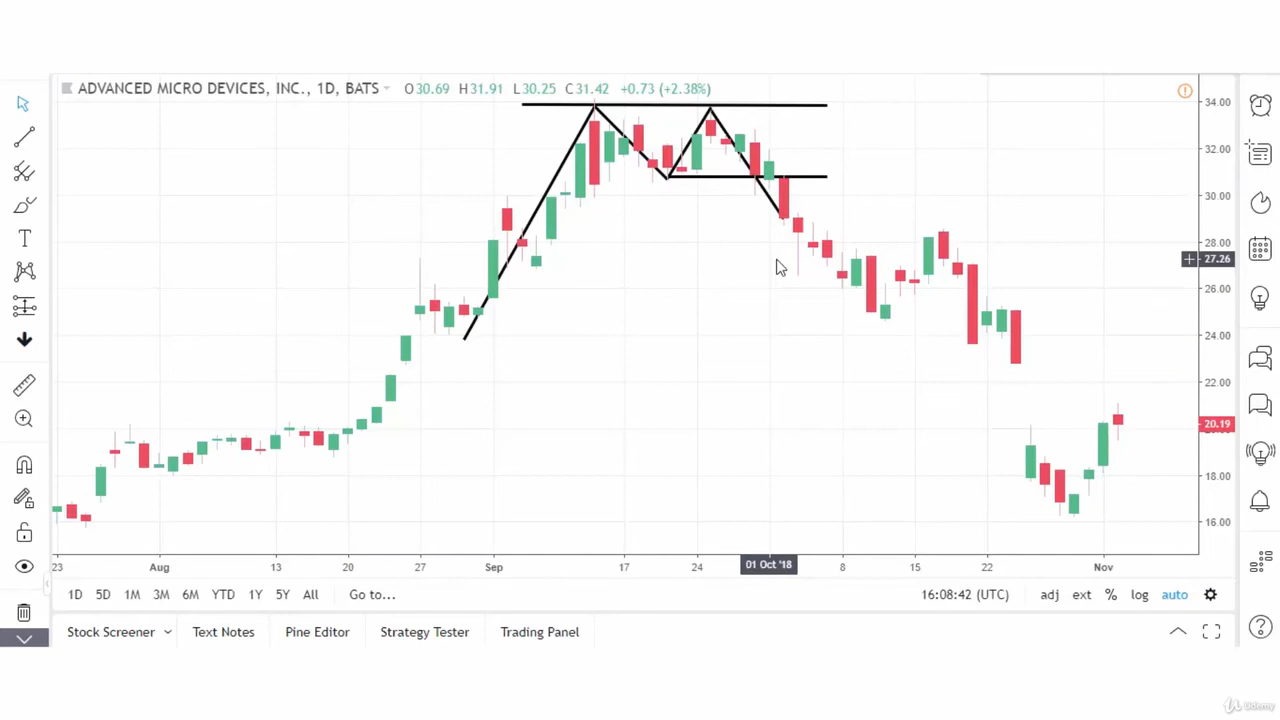 ADVANCED MICRO DEVICES, INC., 1D, BATS O30.69 H31.91 L30.25 C31.42 +0.73 (+2.38%)
34.00
32.00
30.00
28.00
27.26
26.00
24.00
22.00
20.19
18.00
16.00
23 Aug 13 20 27 Sep 17 24 01 Oct '18 8 15 22 Nov
1D 5D 1M 3M 6M YTD 1Y 5Y All Go to... 16:08:42 (UTC) adj ext % log auto
Stock Screener Text Notes Pine Editor Strategy Tester Trading Panel
Udemy